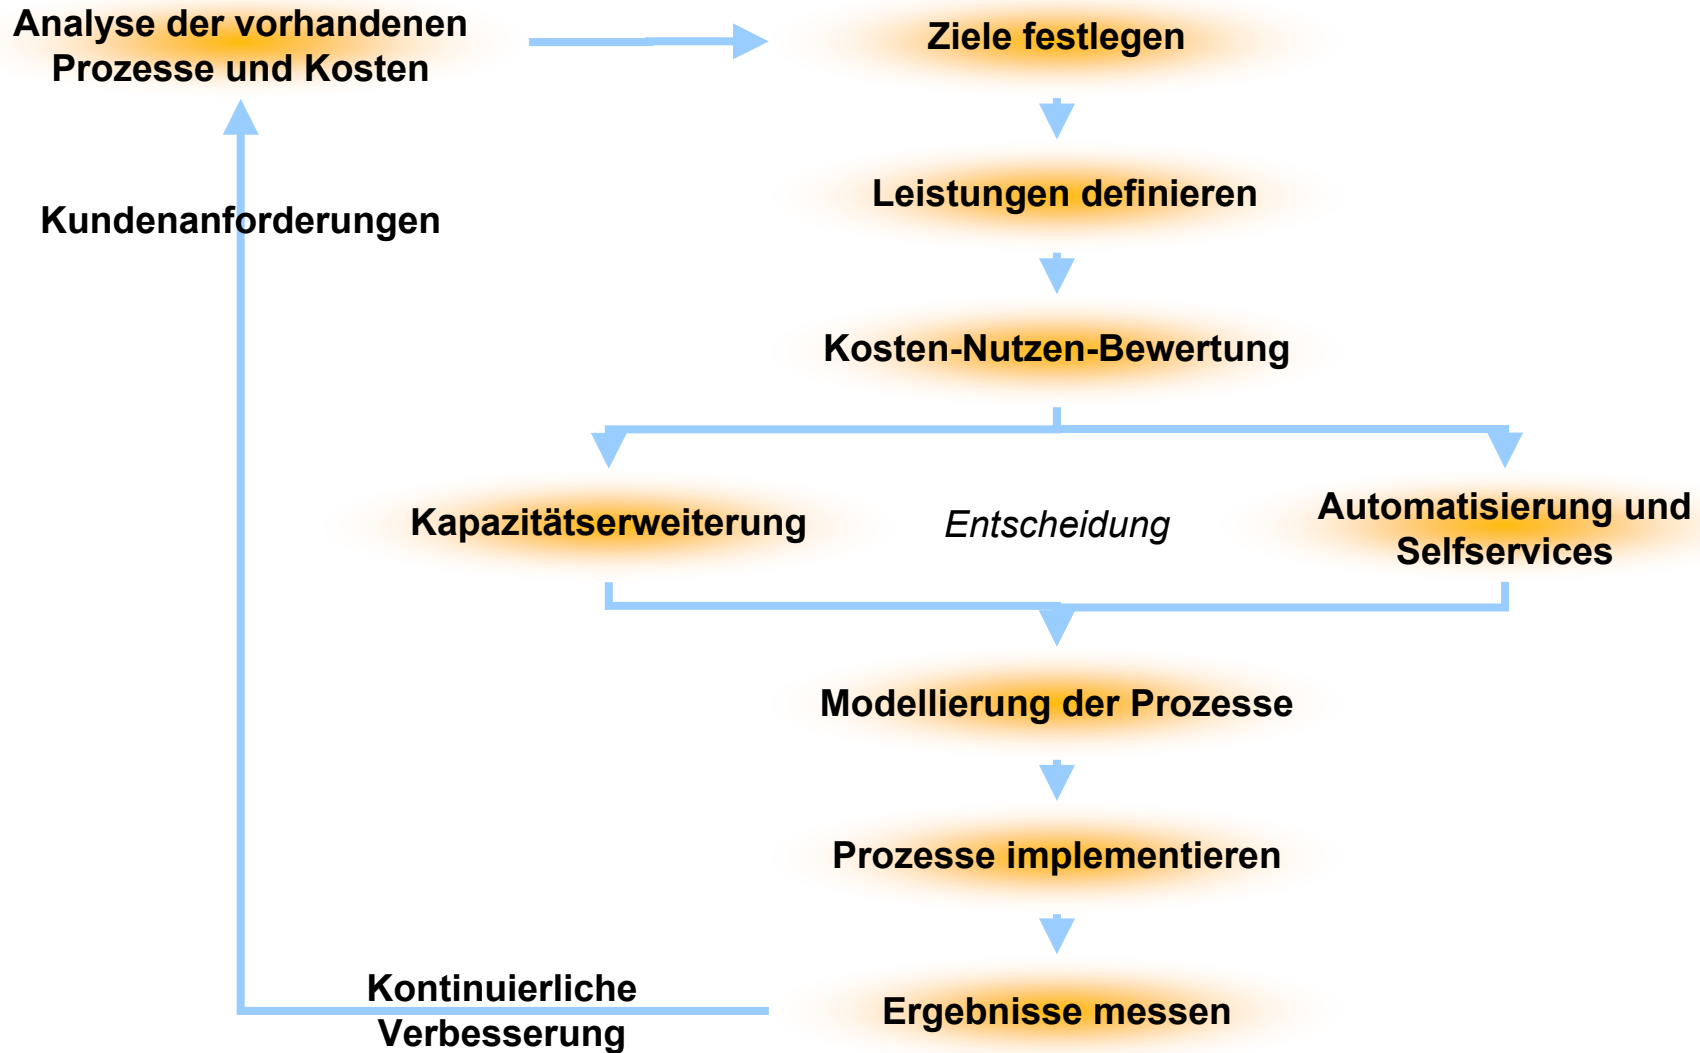 Analyse der vorhandenen
Prozesse und Kosten
Ziele festlegen
Leistungen definieren
Kundenanforderungen
Kosten-Nutzen-Bewertung
Kapazitätserweiterung
Entscheidung
Automatisierung und
Selfservices
Modellierung der Prozesse
Prozesse implementieren
Kontinuierliche
Verbesserung
Ergebnisse messen